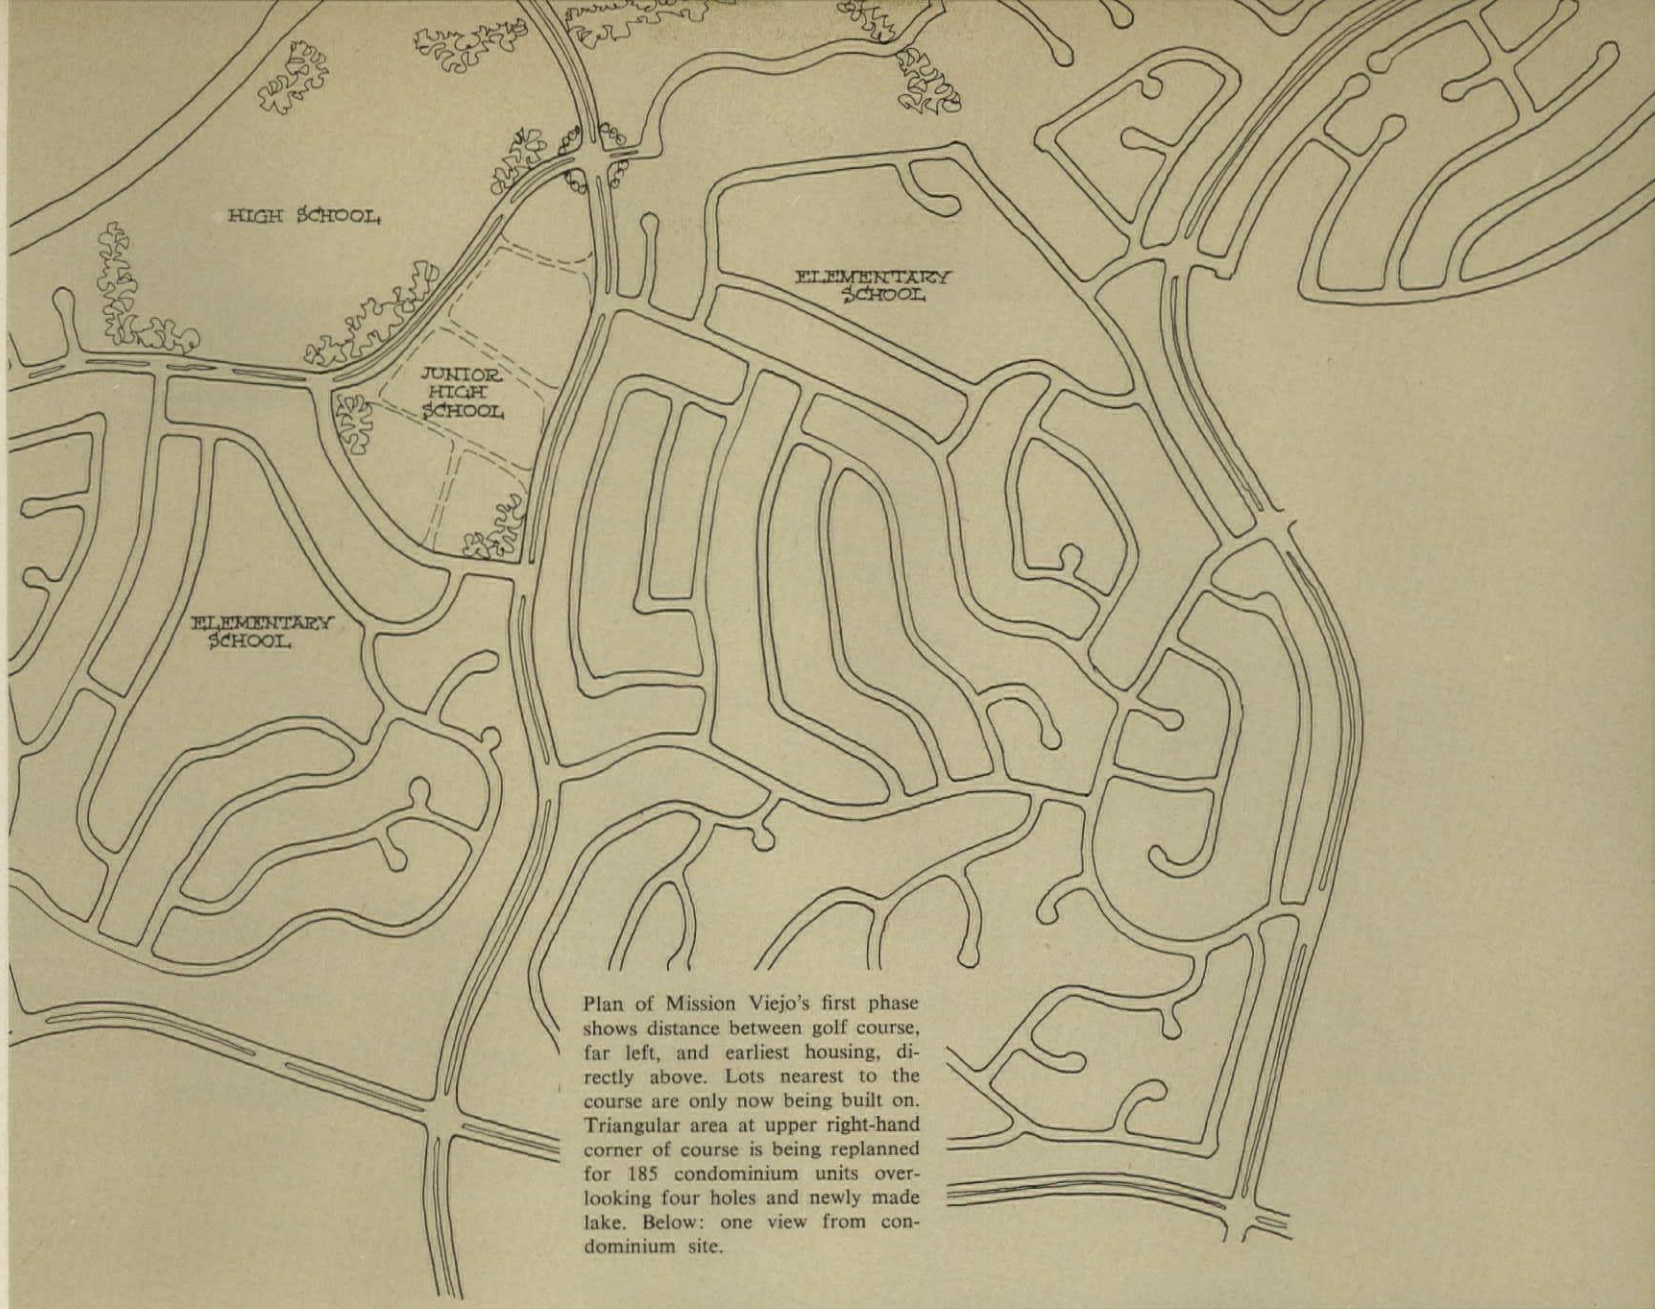 HIGH SCHOOL
ELEMENTARY
SCHOOL
JUNIOR
HIGH
SCHOOL
ELEMENTARY
SCHOOL
Plan of Mission Viejo's first phase
shows distance between golf course,
far left, and earliest housing, di-
rectly above. Lots nearest to the
course are only now being built on.
Triangular area at upper right-hand
corner of course is being replanned
for 185 condominium units over-
looking four holes and newly made
lake. Below: one view from con-
dominium site.